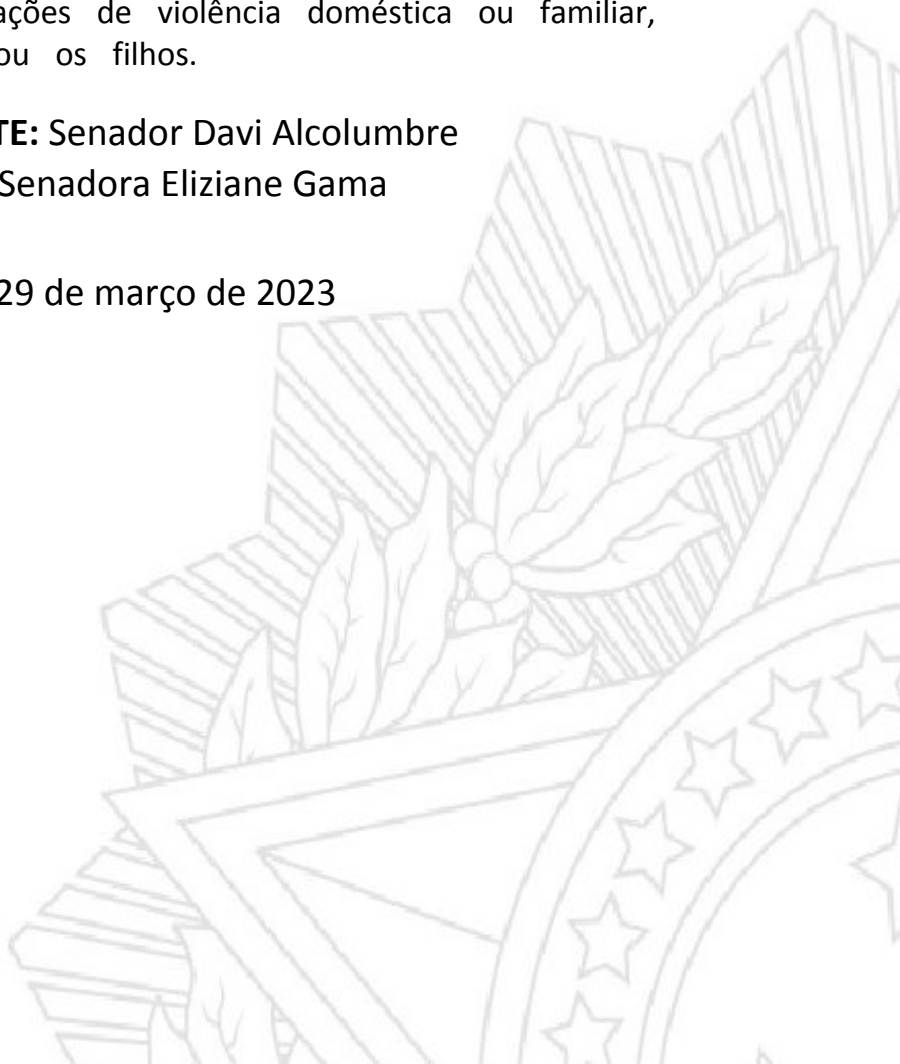 ações de violência doméstica ou familiar,
ou os filhos.
TE: Senador Davi Alcolumbre
Senadora Eliziane Gama
29 de março de 2023